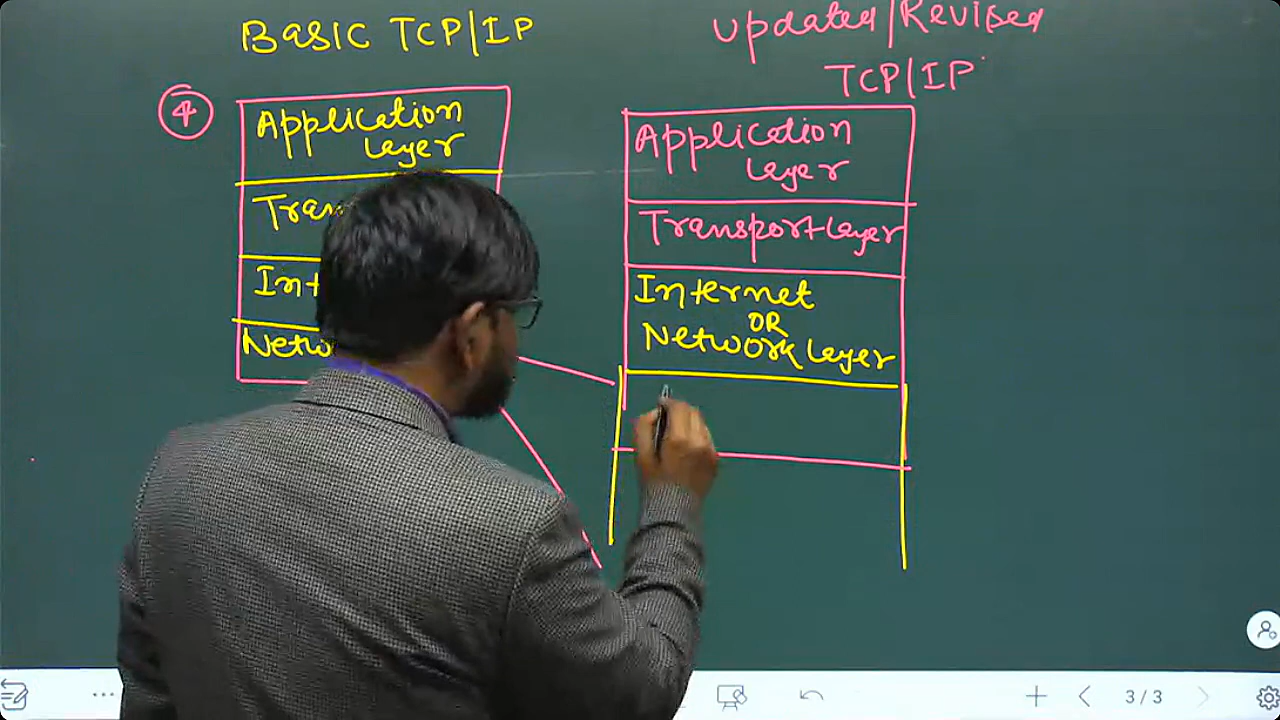 Basic TCP/IP
Updated/Revised
TCP/IP
4
Application
Layer
Application
Layer
Transport Layer
Internet
OR
Network Layer
3/3